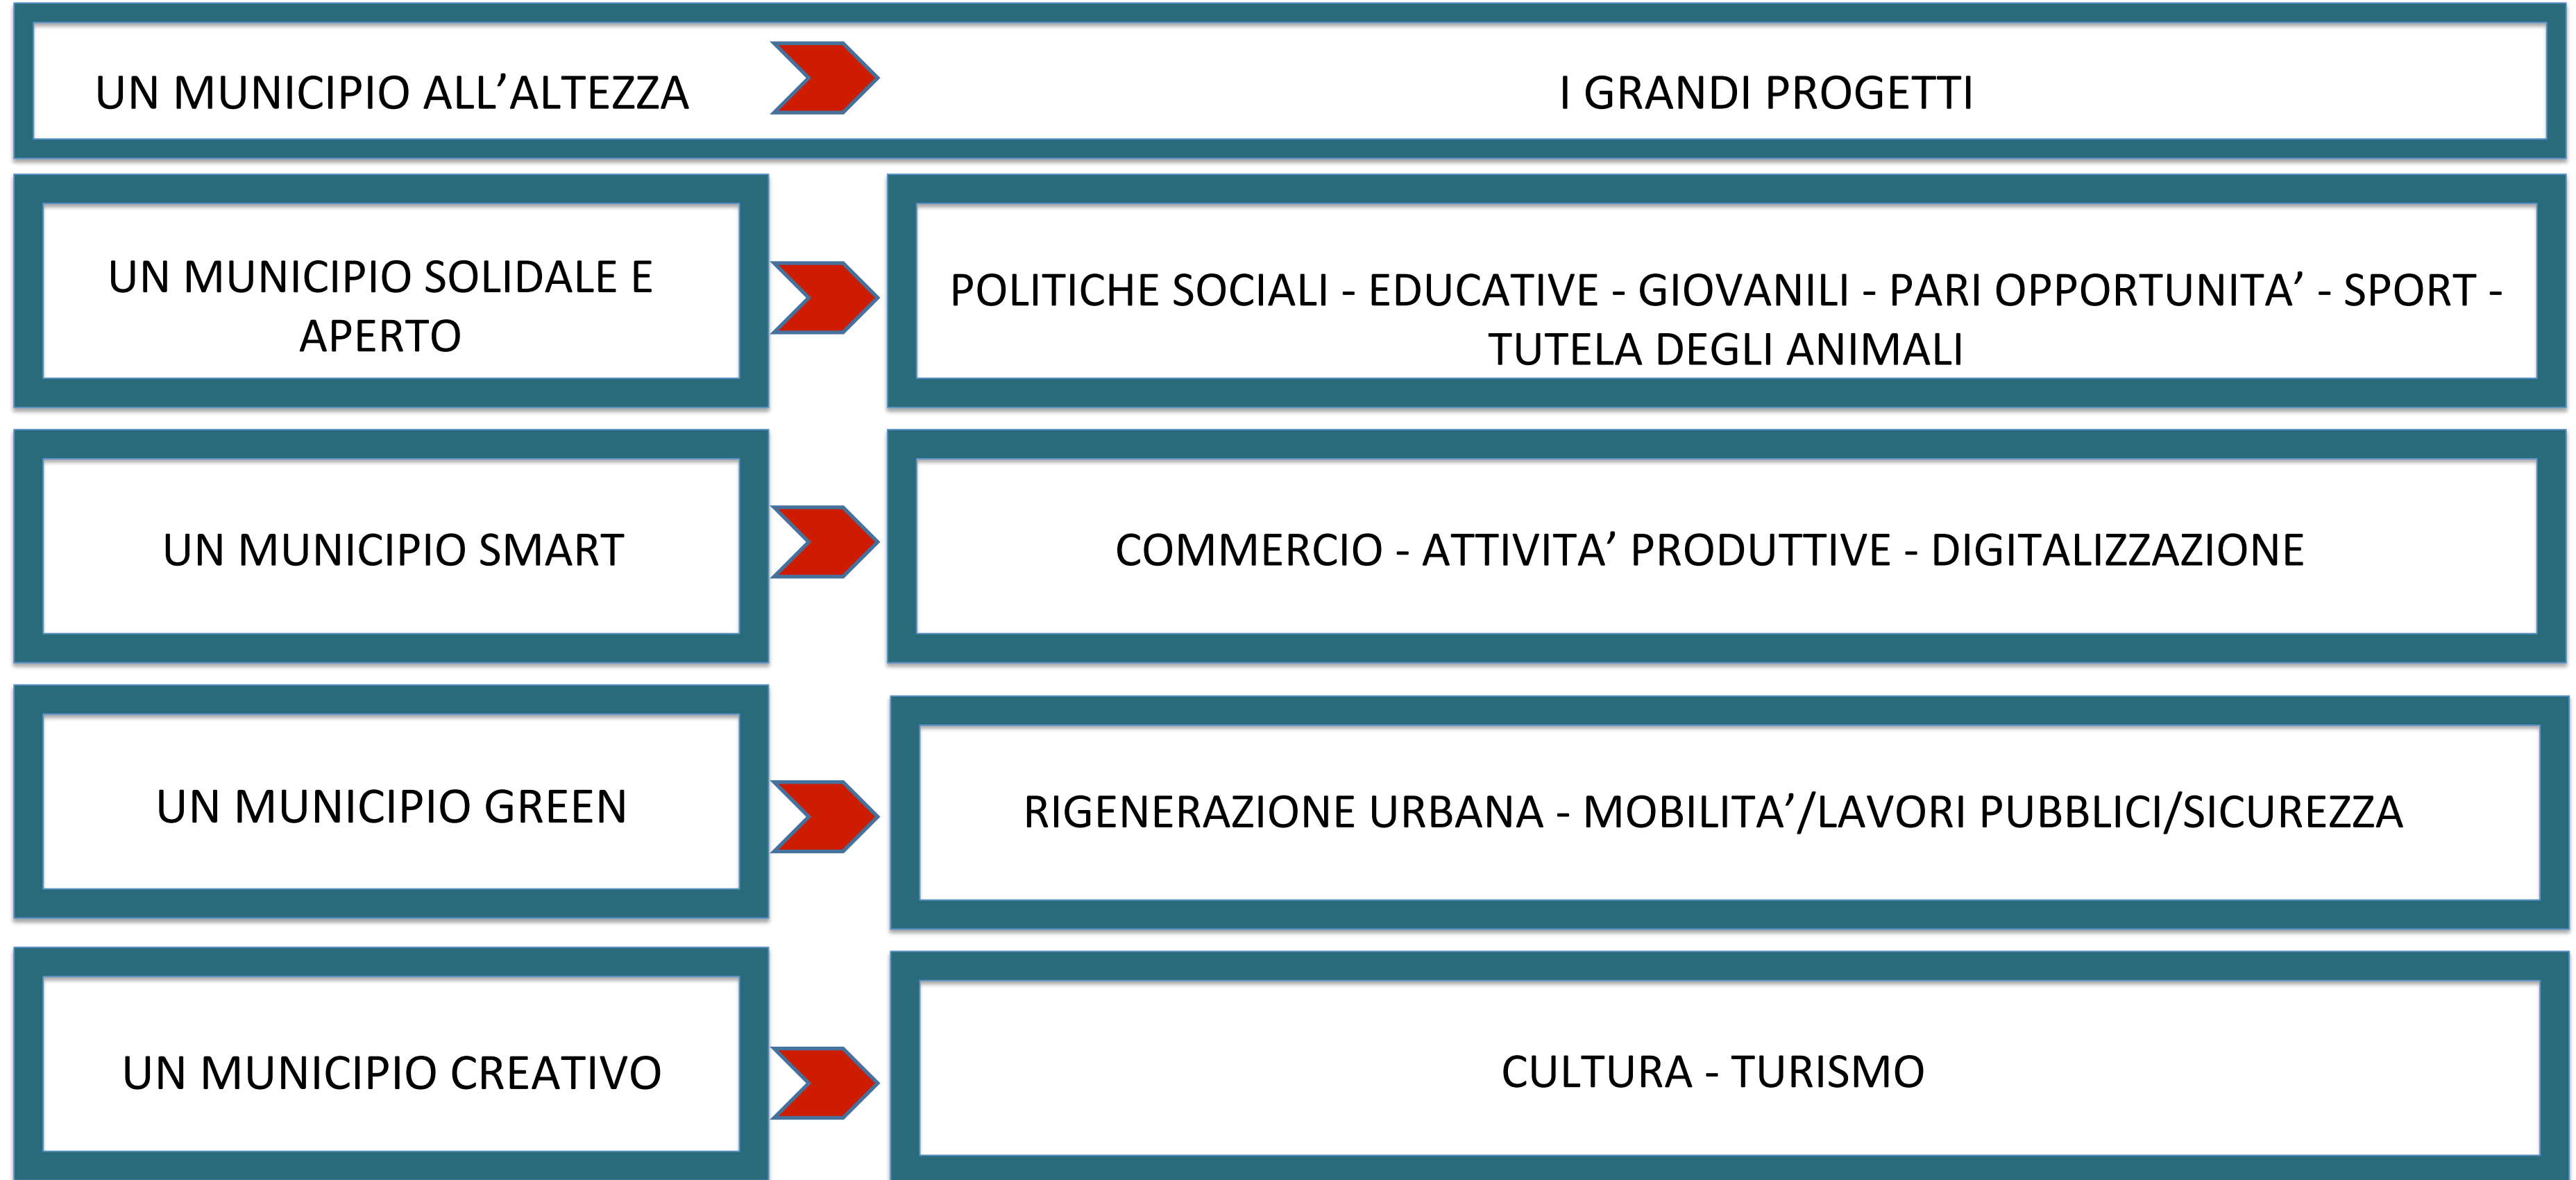 UN MUNICIPIO ALL’ALTEZZA
I GRANDI PROGETTI
UN MUNICIPIO SOLIDALE E
APERTO
POLITICHE SOCIALI - EDUCATIVE - GIOVANILI - PARI OPPORTUNITA’ - SPORT -
TUTELA DEGLI ANIMALI
UN MUNICIPIO SMART
COMMERCIO - ATTIVITA’ PRODUTTIVE - DIGITALIZZAZIONE
UN MUNICIPIO GREEN
RIGENERAZIONE URBANA - MOBILITA’/LAVORI PUBBLICI/SICUREZZA
UN MUNICIPIO CREATIVO
CULTURA - TURISMO